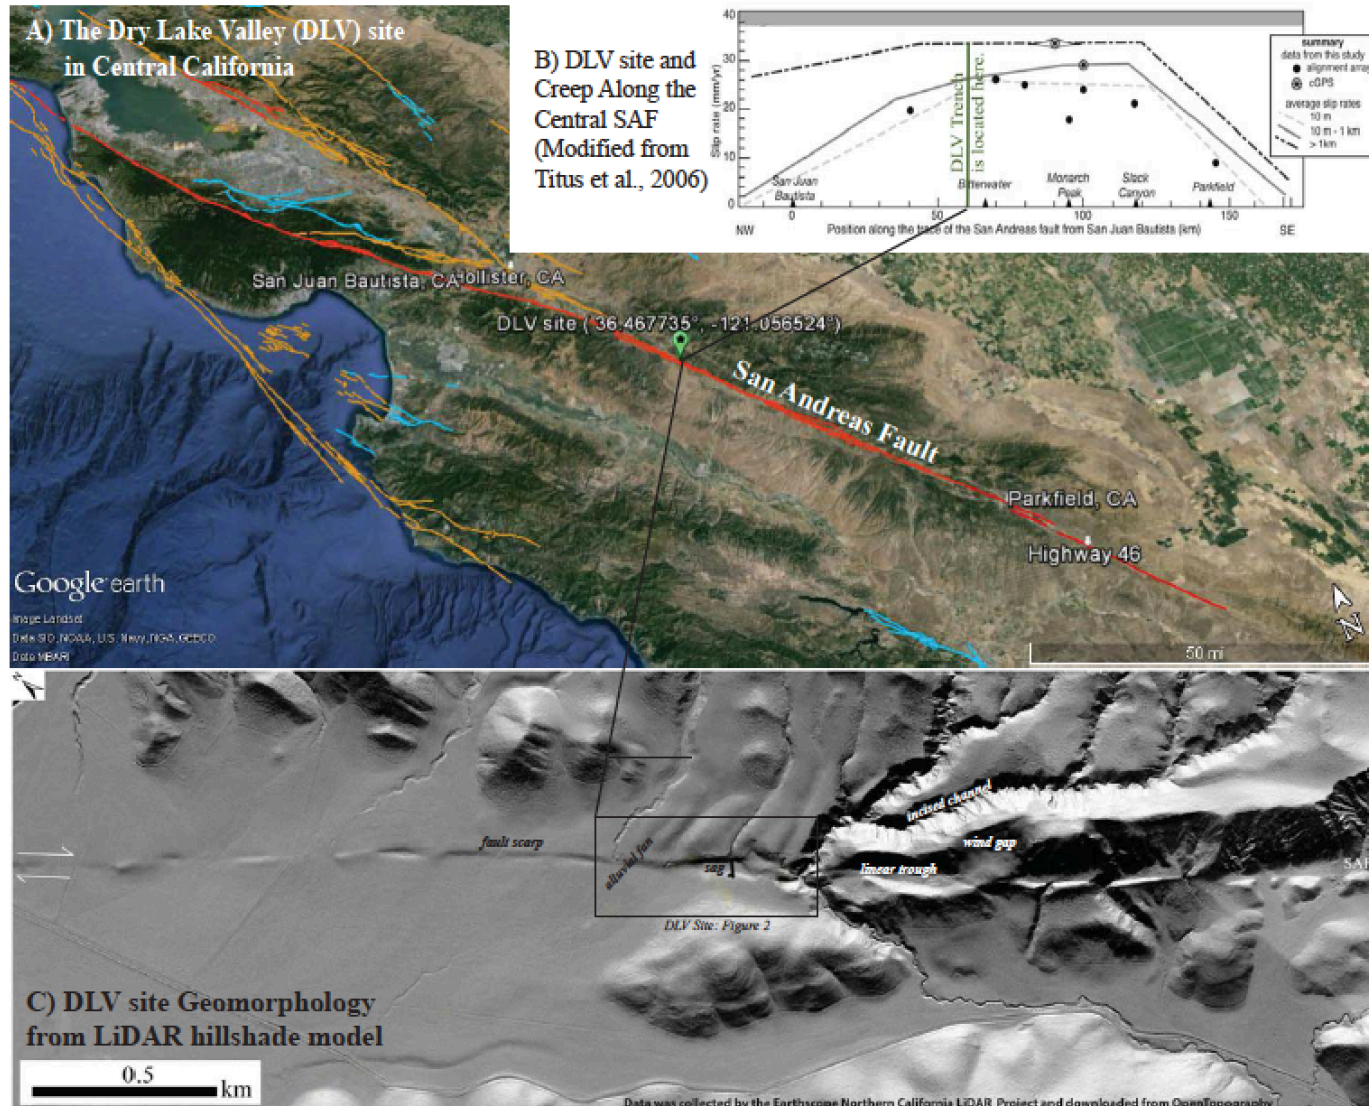 A) The Dry Lake Valley (DLV) site
in Central California
B) DLV site and
Creep Along the
Central SAF
(Modified from
Titus et al., 2006)
Slip rate (mm/yr)
40
30
20
10
0
DLV Trench
is located here.
San Juan
Bautista
Bitterwater
Monarch
Peak
Slack
Canyon
Parkfield
0
50
100
150
NW
Position along the trace of the San Andreas fault from San Juan Bautista (km)
SE
summary
data from this study
alignment array
cGPS
average slip rates
10 m
10 m - 1 km
> 1km
San Juan Bautista, CA
Hollister, CA
DLV site ( 36.467735°, -121.056524°)
San Andreas Fault
Parkfield, CA
Highway 46
Google earth
Image Landsat
Data SIO, NOAA, U.S. Navy, NGA, GEBCO
Data MBARI
N
50 mi
N
fault scarp
alluvial fan
sag
incised channel
wind gap
linear trough
SAF
DLV Site: Figure 2
C) DLV site Geomorphology
from LiDAR hillshade model
0.5
km
Data was collected by the Earthscope Northern California LiDAR Project and downloaded from OpenTopography